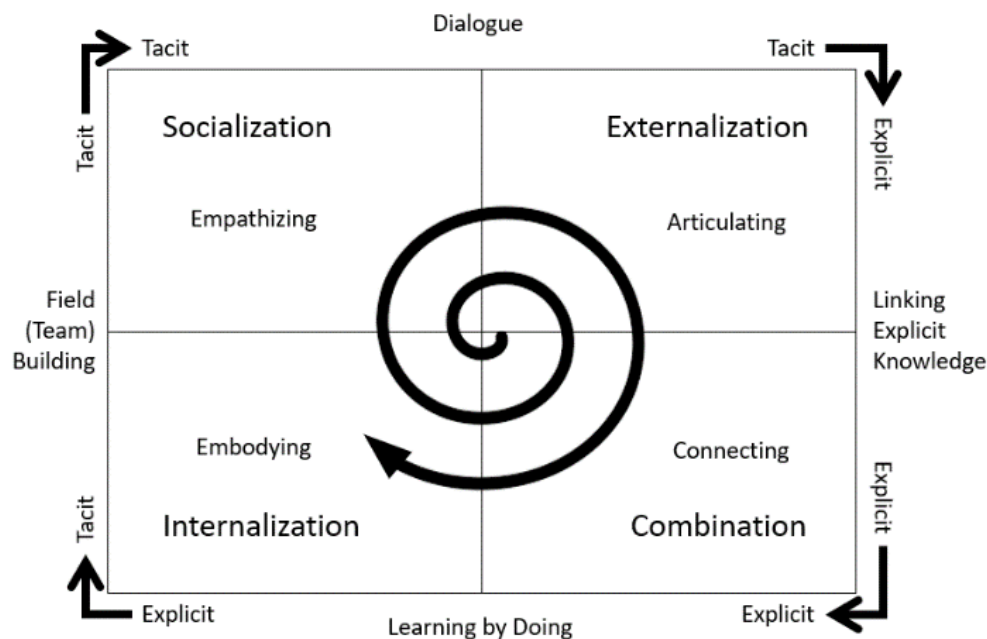 Dialogue
Tacit
Tacit
Tacit
Explicit
Socialization
Externalization
Empathizing
Articulating
Field
(Team)
Building
Linking
Explicit
Knowledge
Embodying
Connecting
Internalization
Combination
Tacit
Explicit
Explicit
Explicit
Learning by Doing